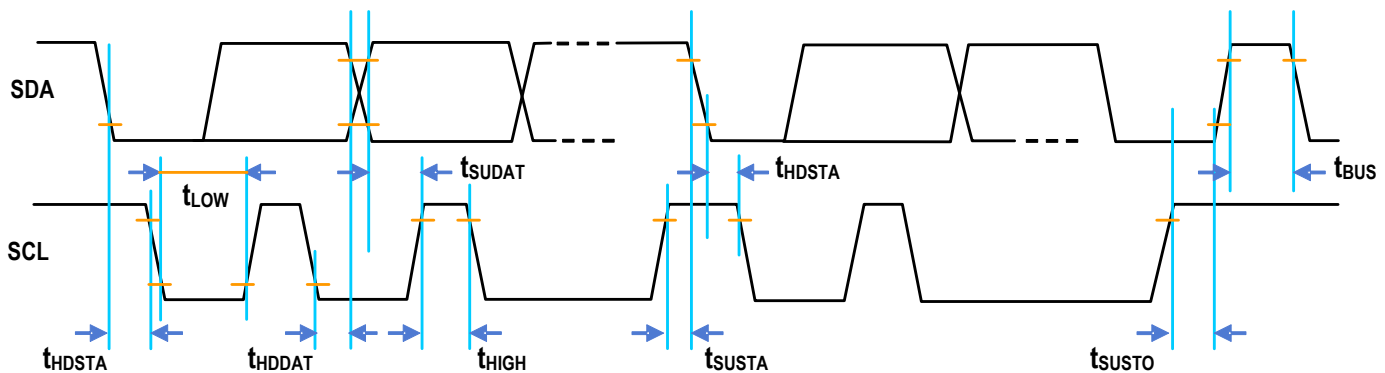 SDA
tSUDAT
tHDSTA
tBUS
tLOW
SCL
tHDSTA
tHDDAT
tHIGH
tSUSTA
tSUSTO